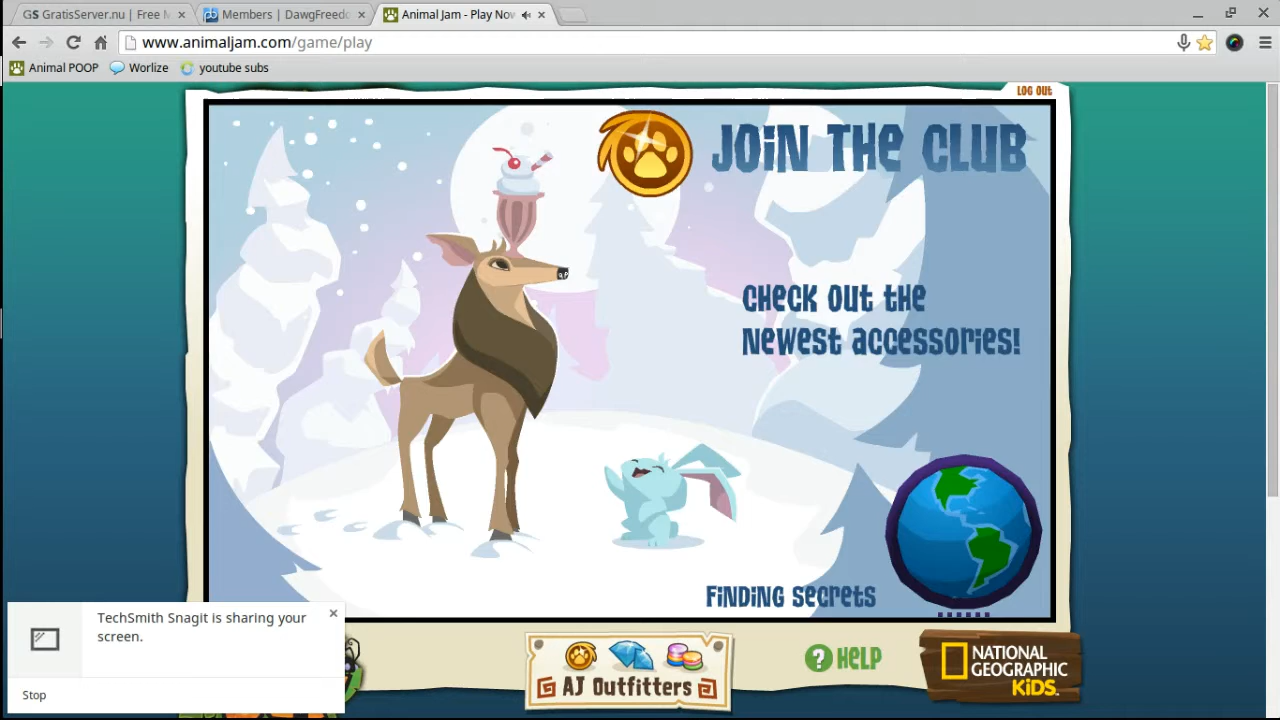 GS GratisServer.nu | Free M
Members | DawgFreedo
Animal Jam - Play Now
www.animaljam.com/game/play
Animal POOP
Worlize
youtube subs
LOG OUT
JOIN THE CLUB
CHECK OUT THE
NEWEST ACCESSORIES!
FINDING SECRETS
TechSmith Snagit is sharing your
screen.
Stop
AJ Outfitters
? HELP
NATIONAL
GEOGRAPHIC
KiDS